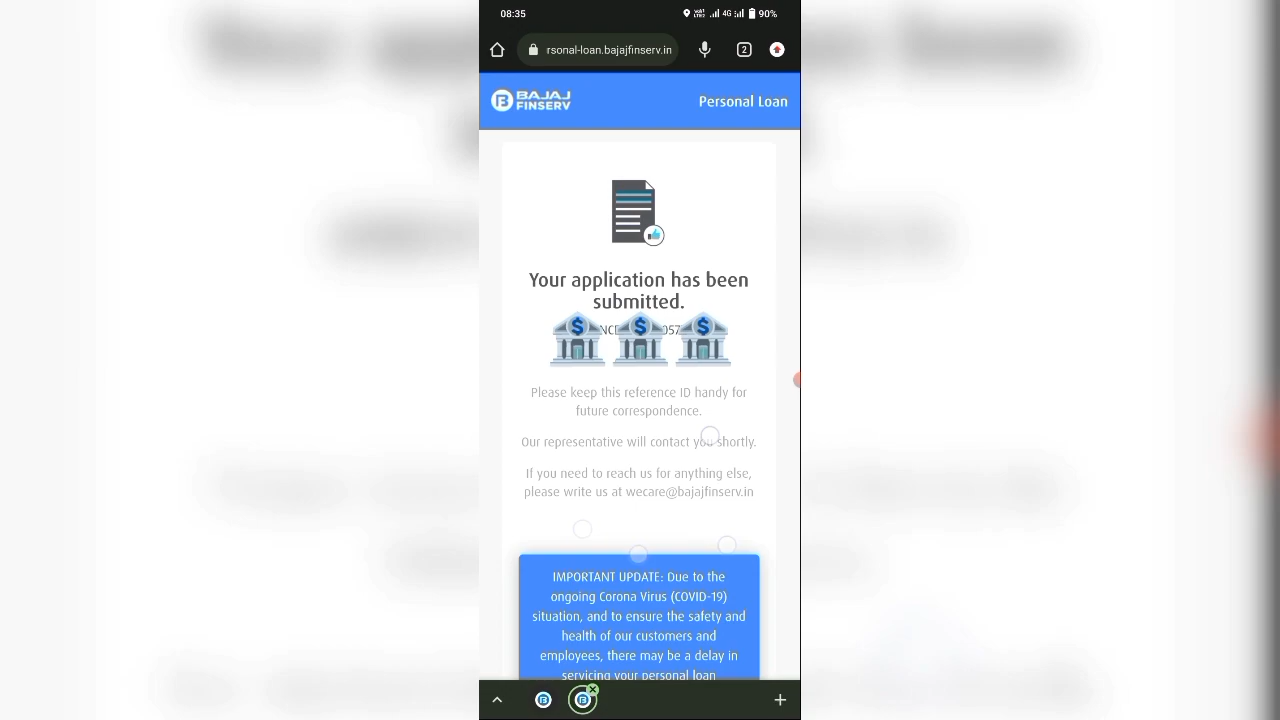 08:35
4G
90%
rsonal-loan.bajajfinserv.in
2
BAJAJ
FINSERV
Personal Loan
Your application has been
submitted.
Please keep this reference ID handy for
future correspondence.
Our representative will contact you shortly.
If you need to reach us for anything else,
please write us at wecare@bajajfinserv.in
IMPORTANT UPDATE: Due to the
ongoing Corona Virus (COVID-19)
situation, and to ensure the safety and
health of our customers and
employees, there may be a delay in
servicing your personal loan